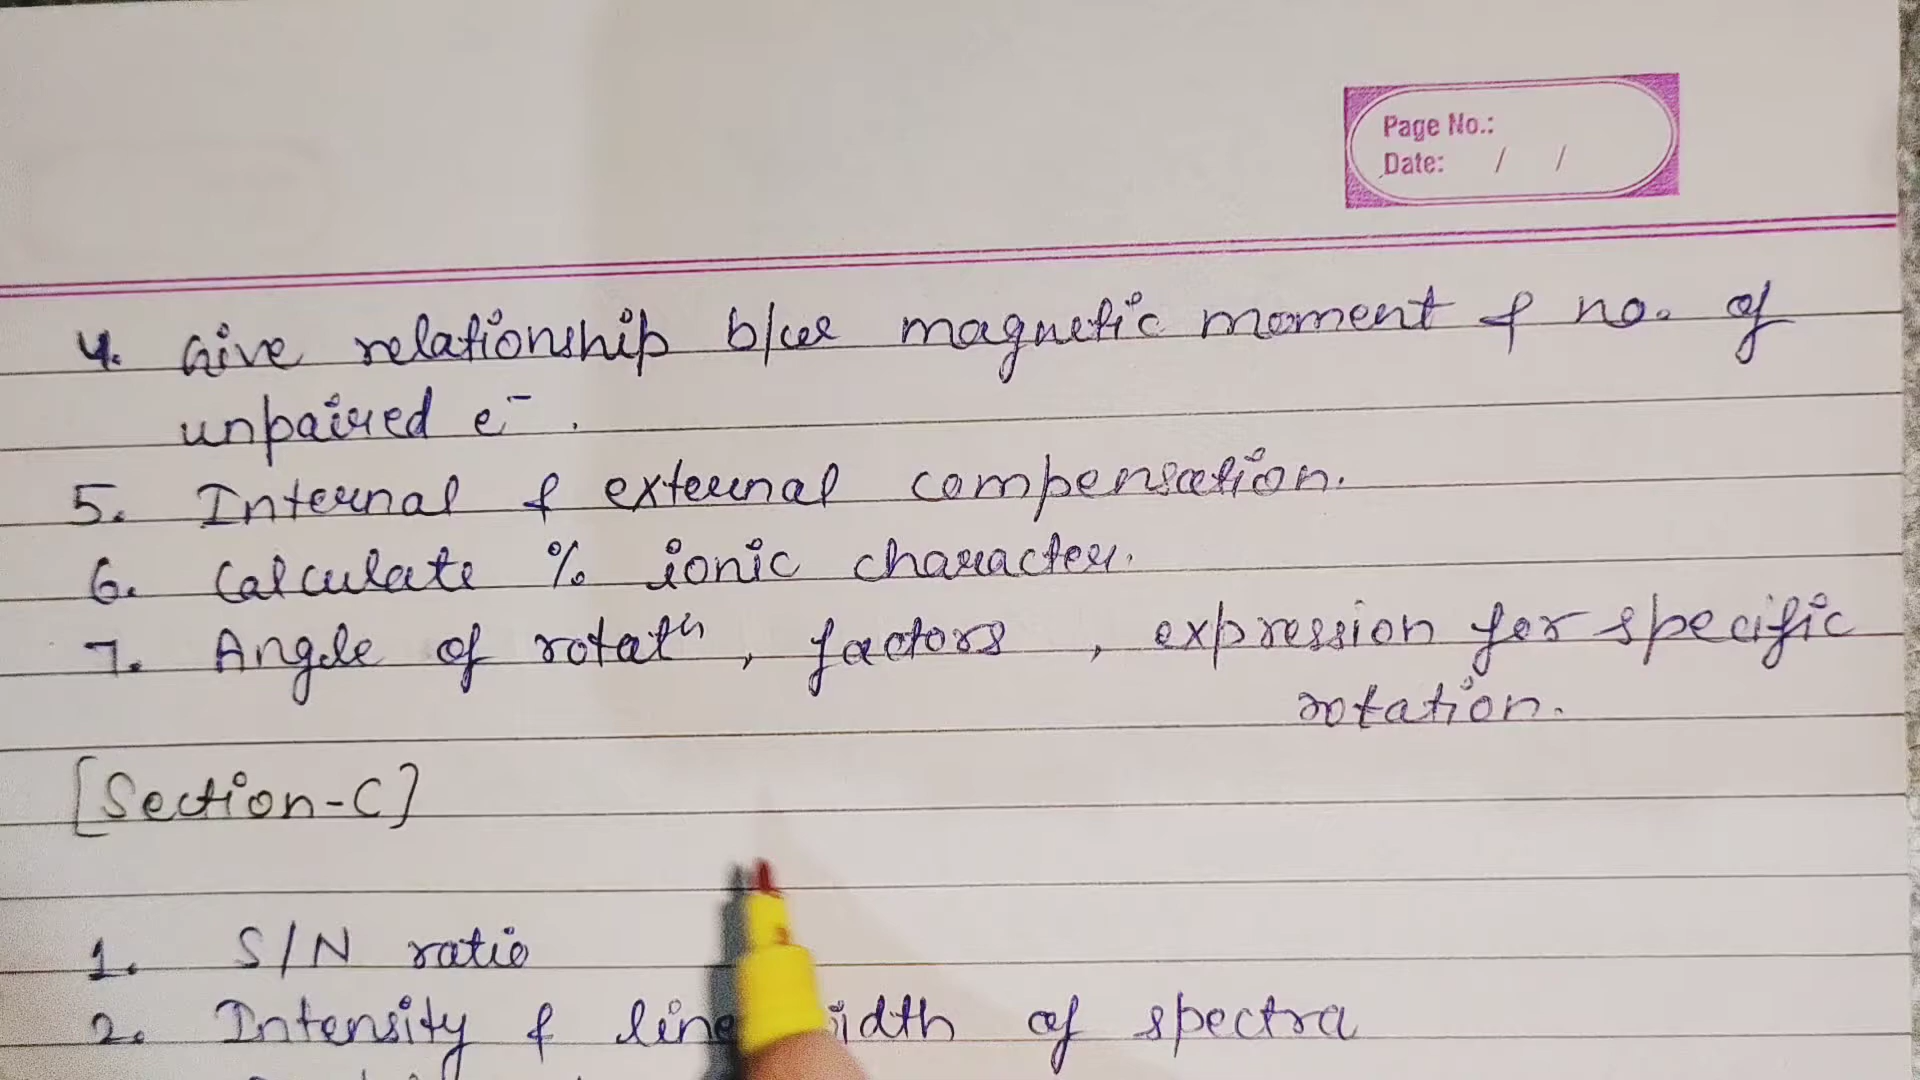 Page No.:
Date: / /
4. Give relationship b/w magnetic moment & no. of
unpaired e⁻.
5. Internal & external compensation.
6. Calculate % ionic character.
7. Angle of rotatⁿ, factors, expression for specific
rotation.
[Section-C]
1. S/N ratio
2. Intensity & line width of spectra